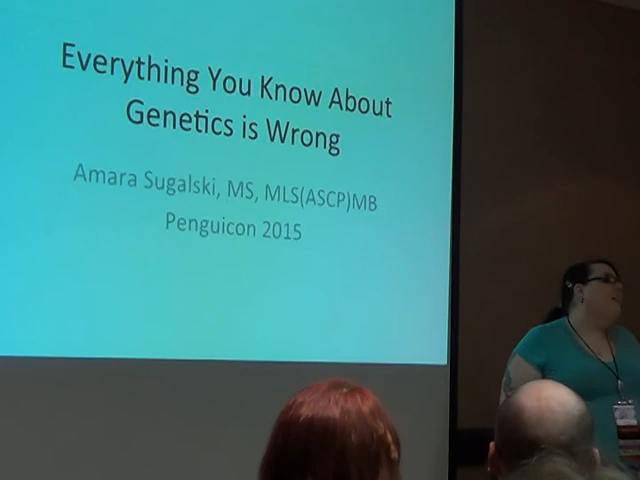 Everything You Know About
Genetics is Wrong
Amara Sugalski, MS, MLS(ASCP)MB
Penguicon 2015